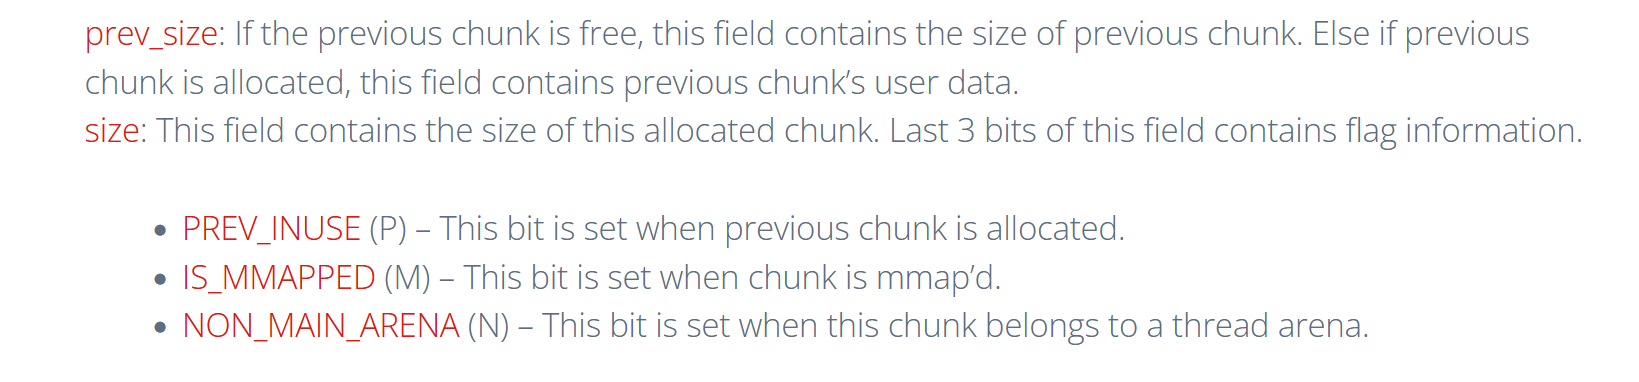 prev_size: If the previous chunk is free, this field contains the size of previous chunk. Else if previous
chunk is allocated, this field contains previous chunk’s user data.
size: This field contains the size of this allocated chunk. Last 3 bits of this field contains flag information.
• PREV_INUSE (P) – This bit is set when previous chunk is allocated.
• IS_MMAPPED (M) – This bit is set when chunk is mmap’d.
• NON_MAIN_ARENA (N) – This bit is set when this chunk belongs to a thread arena.